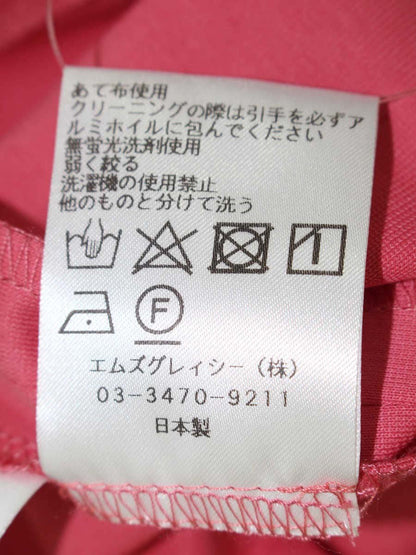 あて布使用
クリーニングの際は引手を必ずア
ルミホイルに包んでください
無蛍光洗剤使用
弱く絞る
洗濯機の使用禁止
他のものと分けて洗う
F
エムズグレイシー(株)
03-3470-9211
日本製